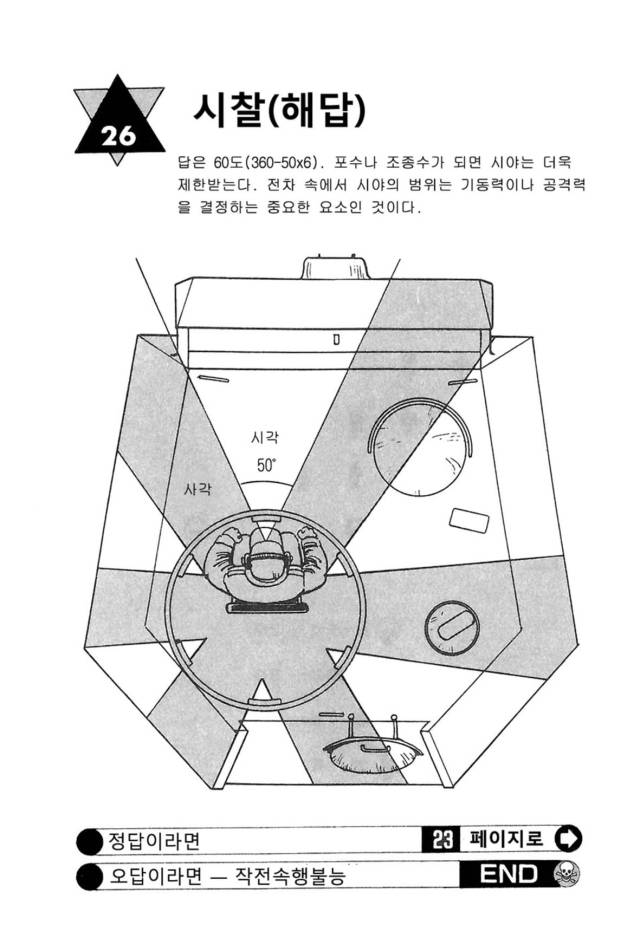 26
시찰(해답)
답은 60도(360-50x6). 포수나 조종수가 되면 시야는 더욱
제한받는다. 전차 속에서 시야의 범위는 기동력이나 공격력
을 결정하는 중요한 요소인 것이다.
시각
50°
사각
정답이라면 23 페이지로
오답이라면 — 작전속행불능 END